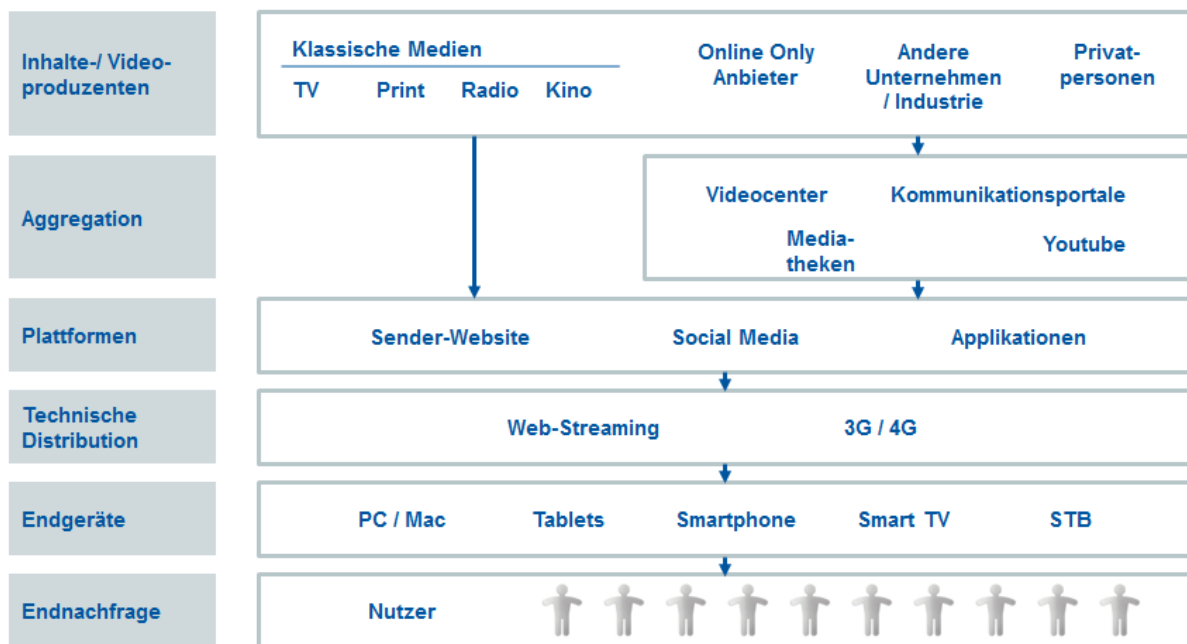 Inhalte-/ Video-
produzenten
Klassische Medien
TV Print Radio Kino
Online Only
Anbieter
Andere
Unternehmen
/ Industrie
Privat-
personen
Aggregation
Videocenter Kommunikationsportale
Media-
theken
Youtube
Plattformen
Sender-Website Social Media Applikationen
Technische
Distribution
Web-Streaming 3G / 4G
Endgeräte
PC / Mac Tablets Smartphone Smart TV STB
Endnachfrage
Nutzer